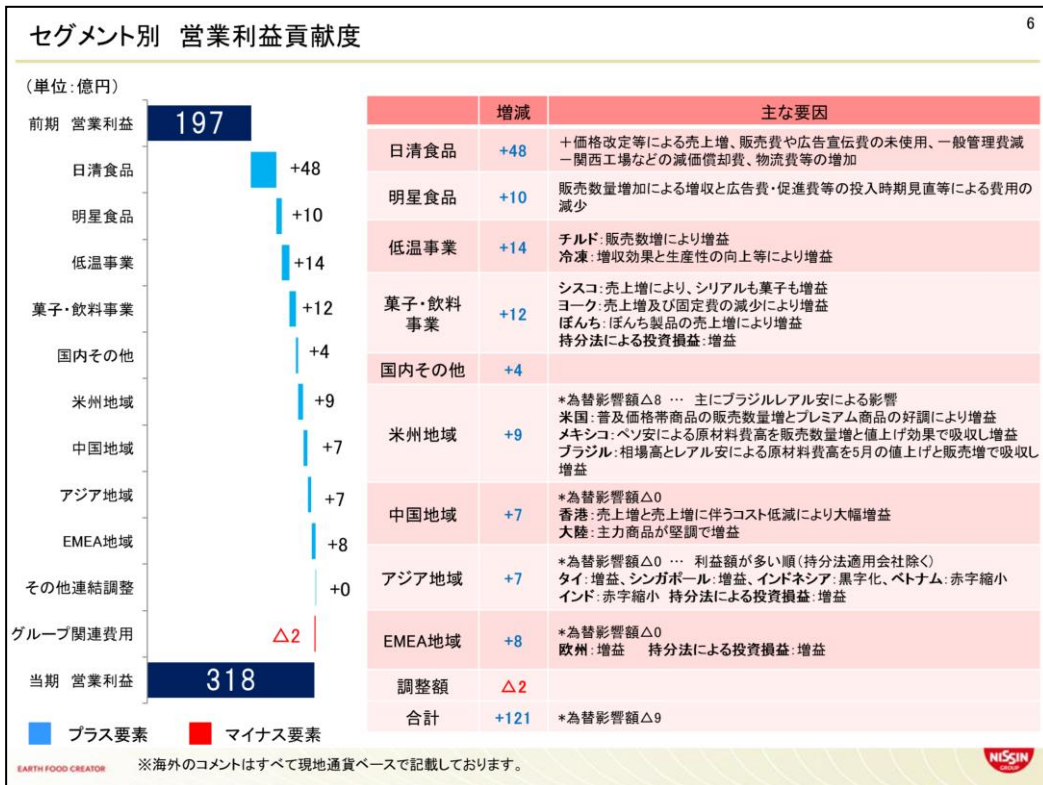 セグメント別　営業利益貢献度
6
（単位：億円）
前期　営業利益
197
日清食品
+48
明星食品
+10
低温事業
+14
菓子・飲料事業
+12
国内その他
+4
米州地域
+9
中国地域
+7
アジア地域
+7
EMEA地域
+8
その他連結調整
+0
グループ関連費用
△2
当期　営業利益
318
プラス要素
マイナス要素
増減
主な要因
日清食品
+48
＋価格改定等による売上増、販売費や広告宣伝費の未使用、一般管理費減
－関西工場などの減価償却費、物流費等の増加
明星食品
+10
販売数量増加による増収と広告費・促進費等の投入時期見直等による費用の
減少
低温事業
+14
チルド：販売数増により増益
冷凍：増収効果と生産性の向上等により増益
菓子・飲料
事業
+12
シスコ：売上増により、シリアルも菓子も増益
ヨーク：売上増及び固定費の減少により増益
ぼんち：ぼんち製品の売上増により増益
持分法による投資損益：増益
国内その他
+4
米州地域
+9
*為替影響額△8 … 主にブラジルレアル安による影響
米国：普及価格帯商品の販売数量増とプレミアム商品の好調により増益
メキシコ：ペソ安による原材料費高を販売数量増と値上げ効果で吸収し増益
ブラジル：相場高とレアル安による原材料費高を5月の値上げと販売増で吸収し
増益
中国地域
+7
*為替影響額△0
香港：売上増と売上増に伴うコスト低減により大幅増益
大陸：主力商品が堅調で増益
アジア地域
+7
*為替影響額△0 … 利益額が多い順（持分法適用会社除く）
タイ：増益、シンガポール：増益、インドネシア：黒字化、ベトナム：赤字縮小
インド：赤字縮小　持分法による投資損益：増益
EMEA地域
+8
*為替影響額△0
欧州：増益　　持分法による投資損益：増益
調整額
△2
合計
+121
*為替影響額△9
EARTH FOOD CREATOR
※海外のコメントはすべて現地通貨ベースで記載しております。
NISSIN
GROUP